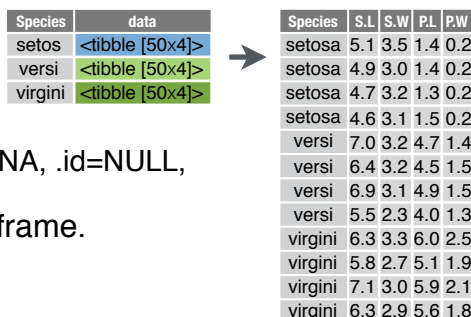 Species data
setos <tibble [50x4]>
versi <tibble [50x4]>
virgini <tibble [50x4]>
NA, .id=NULL,
frame.
Species S.L S.W P.L P.W
setosa 5.1 3.5 1.4 0.2
setosa 4.9 3.0 1.4 0.2
setosa 4.7 3.2 1.3 0.2
setosa 4.6 3.1 1.5 0.2
versi 7.0 3.2 4.7 1.4
versi 6.4 3.2 4.5 1.5
versi 6.9 3.1 4.9 1.5
versi 5.5 2.3 4.0 1.3
virgini 6.3 3.3 6.0 2.5
virgini 5.8 2.7 5.1 1.9
virgini 7.1 3.0 5.9 2.1
virgini 6.3 2.9 5.6 1.8